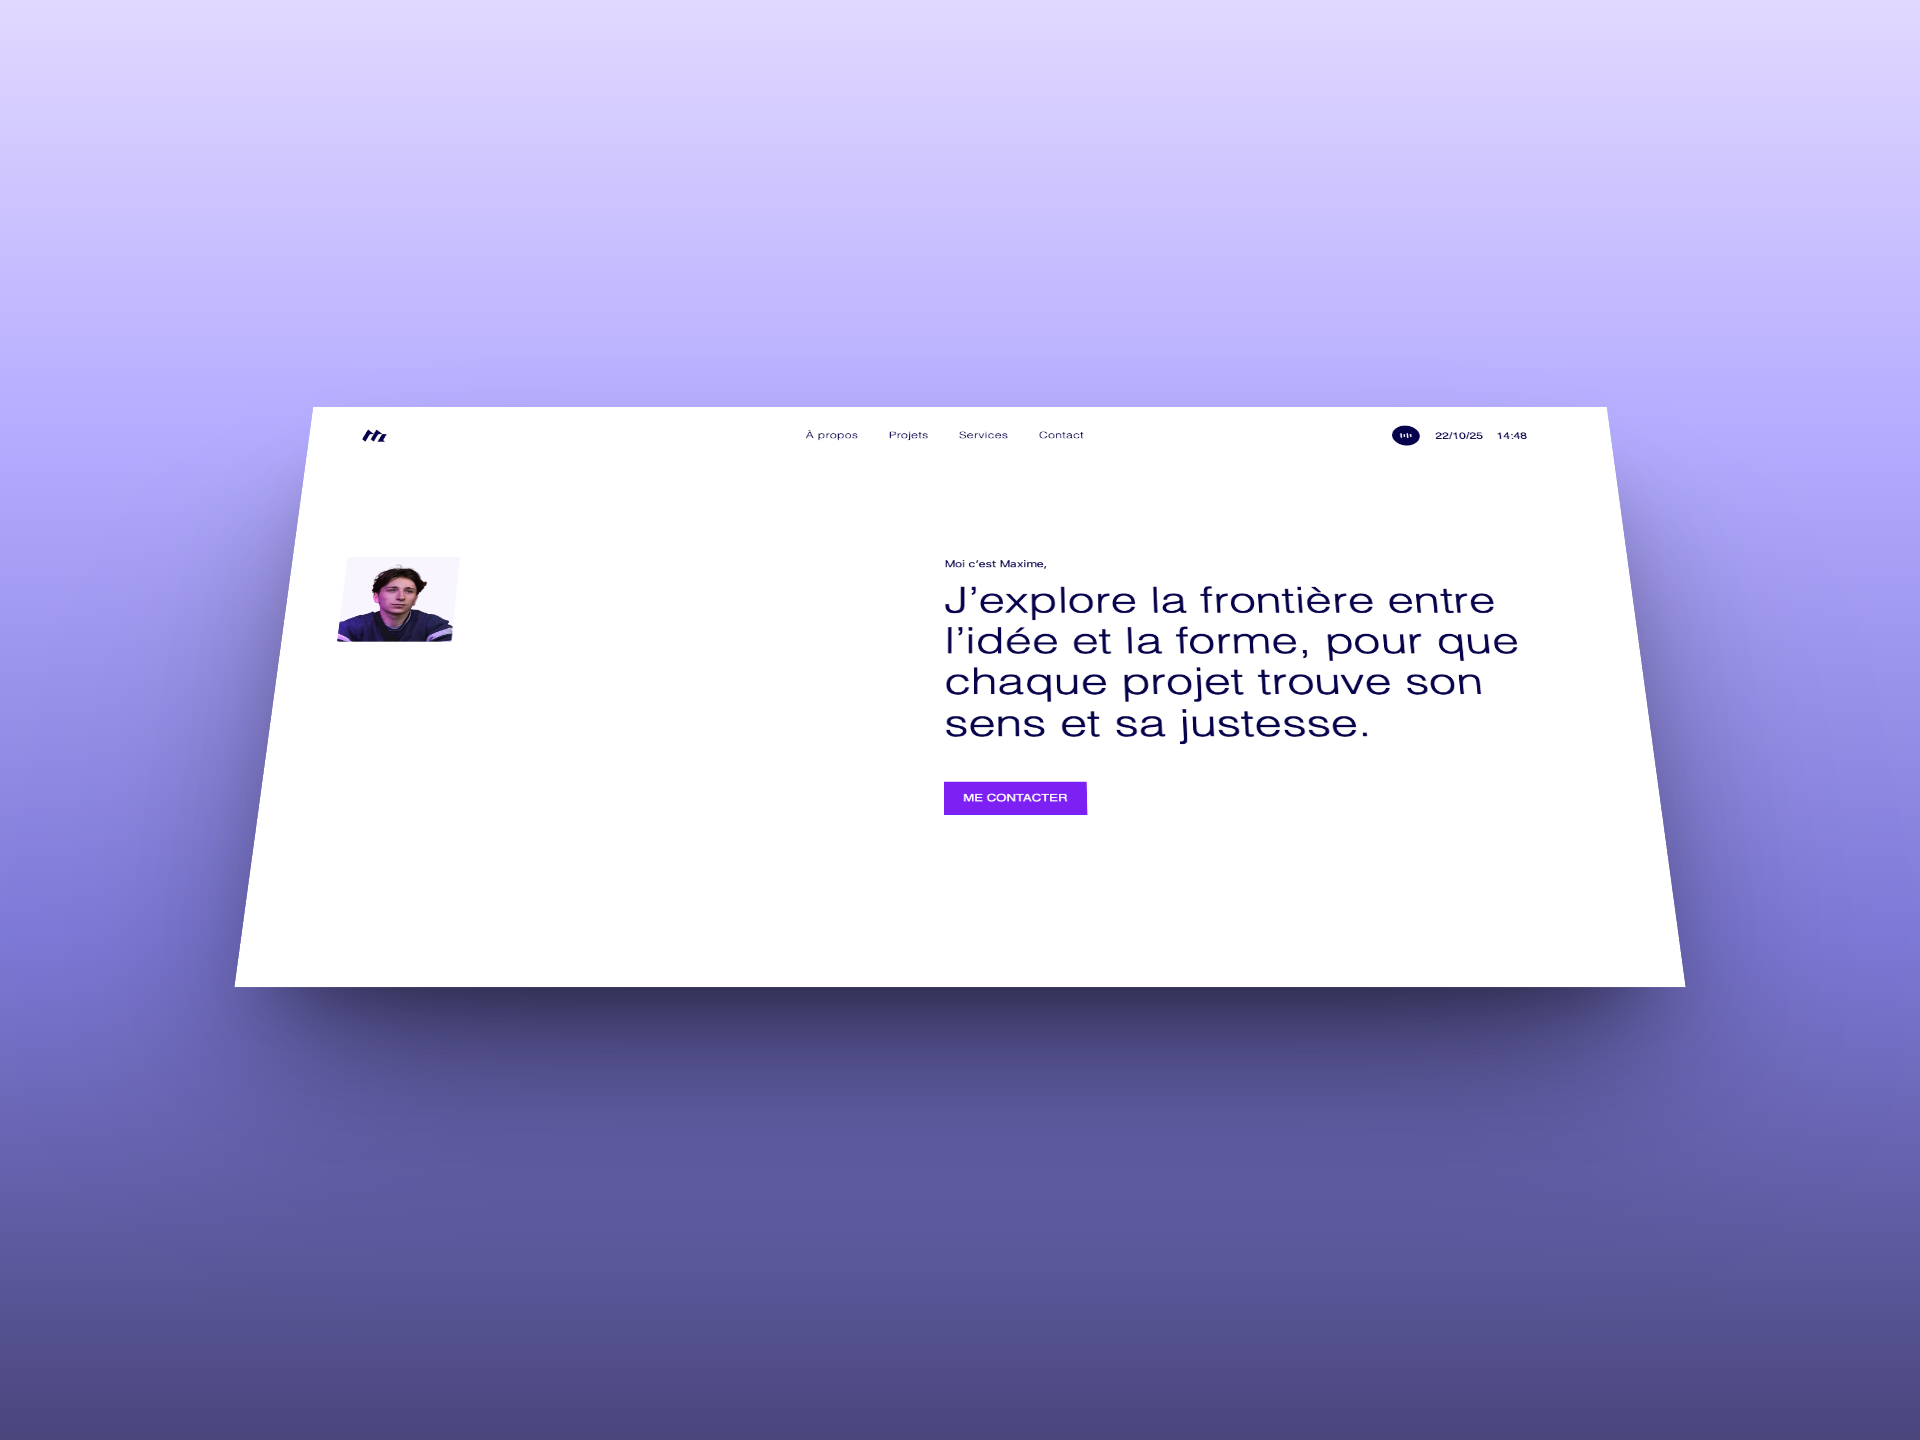 À propos Projets Services Contact 22/10/25 14:48
Moi c’est Maxime,
J’explore la frontière entre
l’idée et la forme, pour que
chaque projet trouve son
sens et sa justesse.
ME CONTACTER